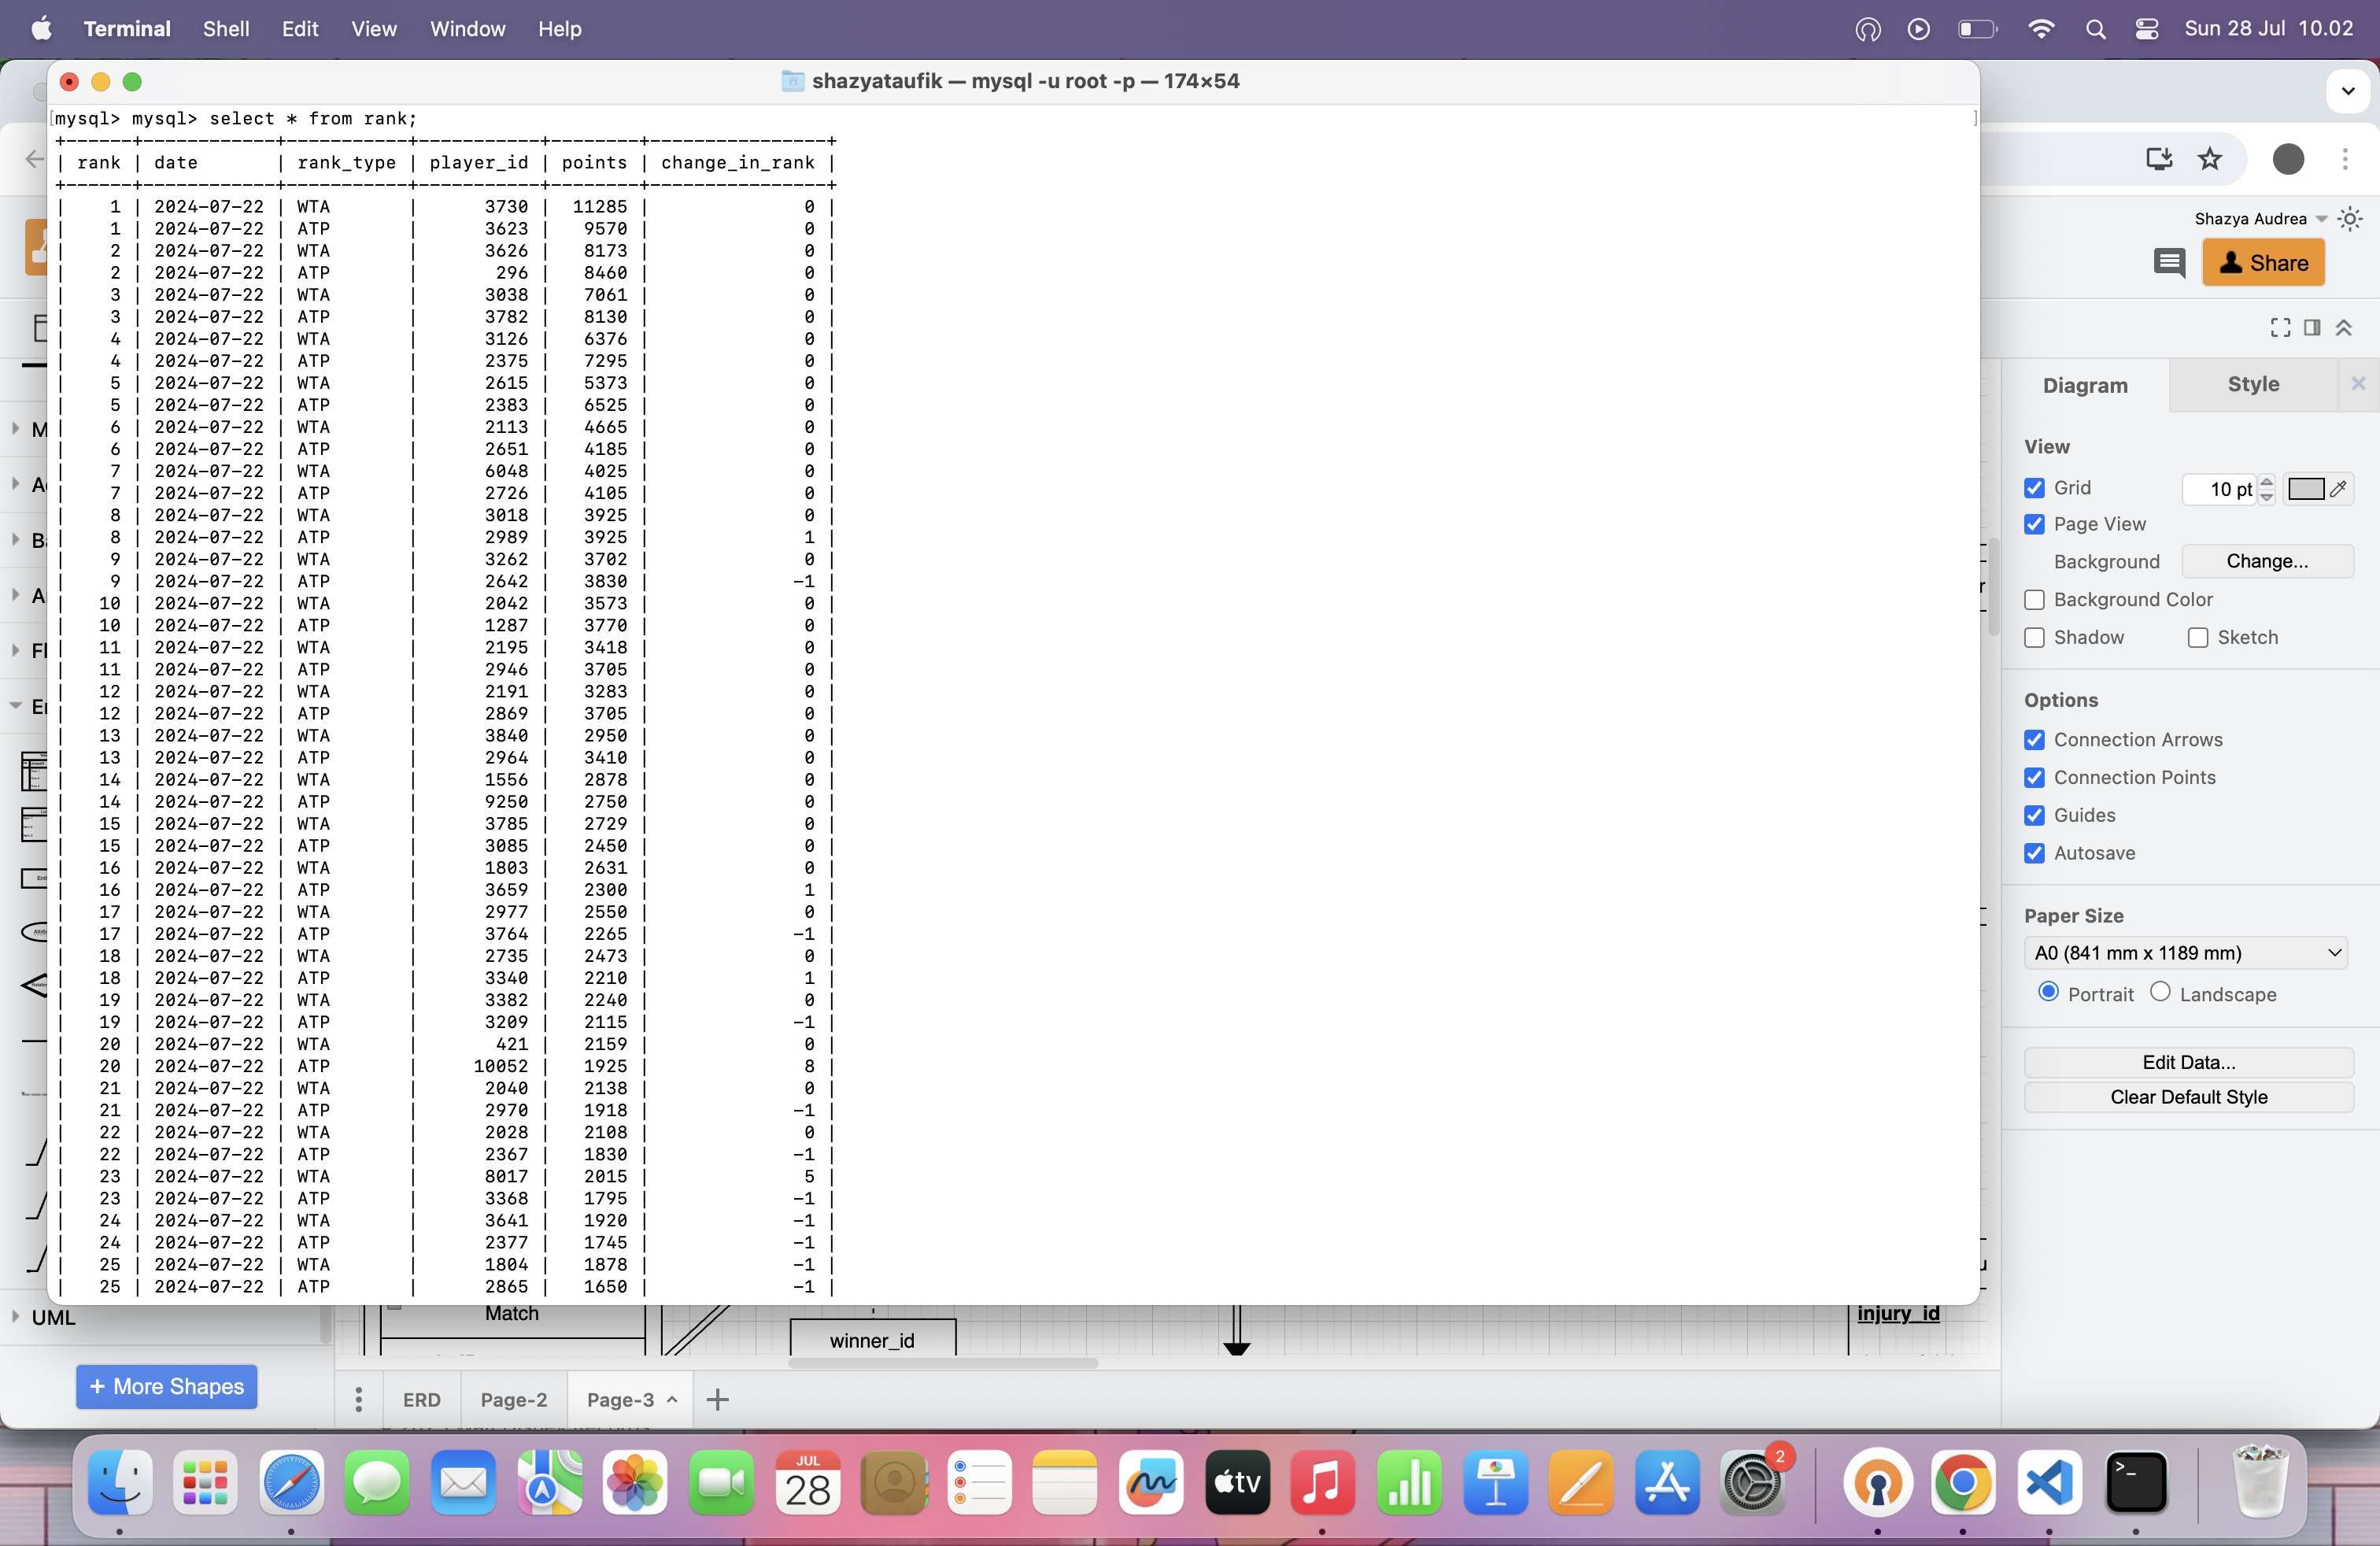 Terminal Shell Edit View Window Help Sun 28 Jul 10.02
shazyataufik — mysql -u root -p — 174×54
[mysql> mysql> select * from rank; ]
+------+------------+-----------+-----------+--------+----------------+
| rank | date | rank_type | player_id | points | change_in_rank |
+------+------------+-----------+-----------+--------+----------------+
| 1 | 2024-07-22 | WTA | 3730 | 11285 | 0 |
| 1 | 2024-07-22 | ATP | 3623 | 9570 | 0 |
| 2 | 2024-07-22 | WTA | 3626 | 8173 | 0 |
| 2 | 2024-07-22 | ATP | 296 | 8460 | 0 |
| 3 | 2024-07-22 | WTA | 3038 | 7061 | 0 |
| 3 | 2024-07-22 | ATP | 3782 | 8130 | 0 |
| 4 | 2024-07-22 | WTA | 3126 | 6376 | 0 |
| 4 | 2024-07-22 | ATP | 2375 | 7295 | 0 |
| 5 | 2024-07-22 | WTA | 2615 | 5373 | 0 |
| 5 | 2024-07-22 | ATP | 2383 | 6525 | 0 |
| 6 | 2024-07-22 | WTA | 2113 | 4665 | 0 |
| 6 | 2024-07-22 | ATP | 2651 | 4185 | 0 |
| 7 | 2024-07-22 | WTA | 6048 | 4025 | 0 |
| 7 | 2024-07-22 | ATP | 2726 | 4105 | 0 |
| 8 | 2024-07-22 | WTA | 3018 | 3925 | 0 |
| 8 | 2024-07-22 | ATP | 2989 | 3925 | 1 |
| 9 | 2024-07-22 | WTA | 3262 | 3702 | 0 |
| 9 | 2024-07-22 | ATP | 2642 | 3830 | -1 |
| 10 | 2024-07-22 | WTA | 2042 | 3573 | 0 |
| 10 | 2024-07-22 | ATP | 1287 | 3770 | 0 |
| 11 | 2024-07-22 | WTA | 2195 | 3418 | 0 |
| 11 | 2024-07-22 | ATP | 2946 | 3705 | 0 |
| 12 | 2024-07-22 | WTA | 2191 | 3283 | 0 |
| 12 | 2024-07-22 | ATP | 2869 | 3705 | 0 |
| 13 | 2024-07-22 | WTA | 3840 | 2950 | 0 |
| 13 | 2024-07-22 | ATP | 2964 | 3410 | 0 |
| 14 | 2024-07-22 | WTA | 1556 | 2878 | 0 |
| 14 | 2024-07-22 | ATP | 9250 | 2750 | 0 |
| 15 | 2024-07-22 | WTA | 3785 | 2729 | 0 |
| 15 | 2024-07-22 | ATP | 3085 | 2450 | 0 |
| 16 | 2024-07-22 | WTA | 1803 | 2631 | 0 |
| 16 | 2024-07-22 | ATP | 3659 | 2300 | 1 |
| 17 | 2024-07-22 | WTA | 2977 | 2550 | 0 |
| 17 | 2024-07-22 | ATP | 3764 | 2265 | -1 |
| 18 | 2024-07-22 | WTA | 2735 | 2473 | 0 |
| 18 | 2024-07-22 | ATP | 3340 | 2210 | 1 |
| 19 | 2024-07-22 | WTA | 3382 | 2240 | 0 |
| 19 | 2024-07-22 | ATP | 3209 | 2115 | -1 |
| 20 | 2024-07-22 | WTA | 421 | 2159 | 0 |
| 20 | 2024-07-22 | ATP | 10052 | 1925 | 8 |
| 21 | 2024-07-22 | WTA | 2040 | 2138 | 0 |
| 21 | 2024-07-22 | ATP | 2970 | 1918 | -1 |
| 22 | 2024-07-22 | WTA | 2028 | 2108 | 0 |
| 22 | 2024-07-22 | ATP | 2367 | 1830 | -1 |
| 23 | 2024-07-22 | WTA | 8017 | 2015 | 5 |
| 23 | 2024-07-22 | ATP | 3368 | 1795 | -1 |
| 24 | 2024-07-22 | WTA | 3641 | 1920 | -1 |
| 24 | 2024-07-22 | ATP | 2377 | 1745 | -1 |
| 25 | 2024-07-22 | WTA | 1804 | 1878 | -1 |
| 25 | 2024-07-22 | ATP | 2865 | 1650 | -1 |
Shazya Audrea
Share
Diagram Style
View
Grid 10 pt
Page View
Background Change...
Background Color
Shadow Sketch
Options
Connection Arrows
Connection Points
Guides
Autosave
Paper Size
A0 (841 mm x 1189 mm)
Portrait Landscape
Edit Data...
Clear Default Style
UML
+ More Shapes
Match
winner_id
injury_id
ERD Page-2 Page-3
JUL
28
tv
2
>_